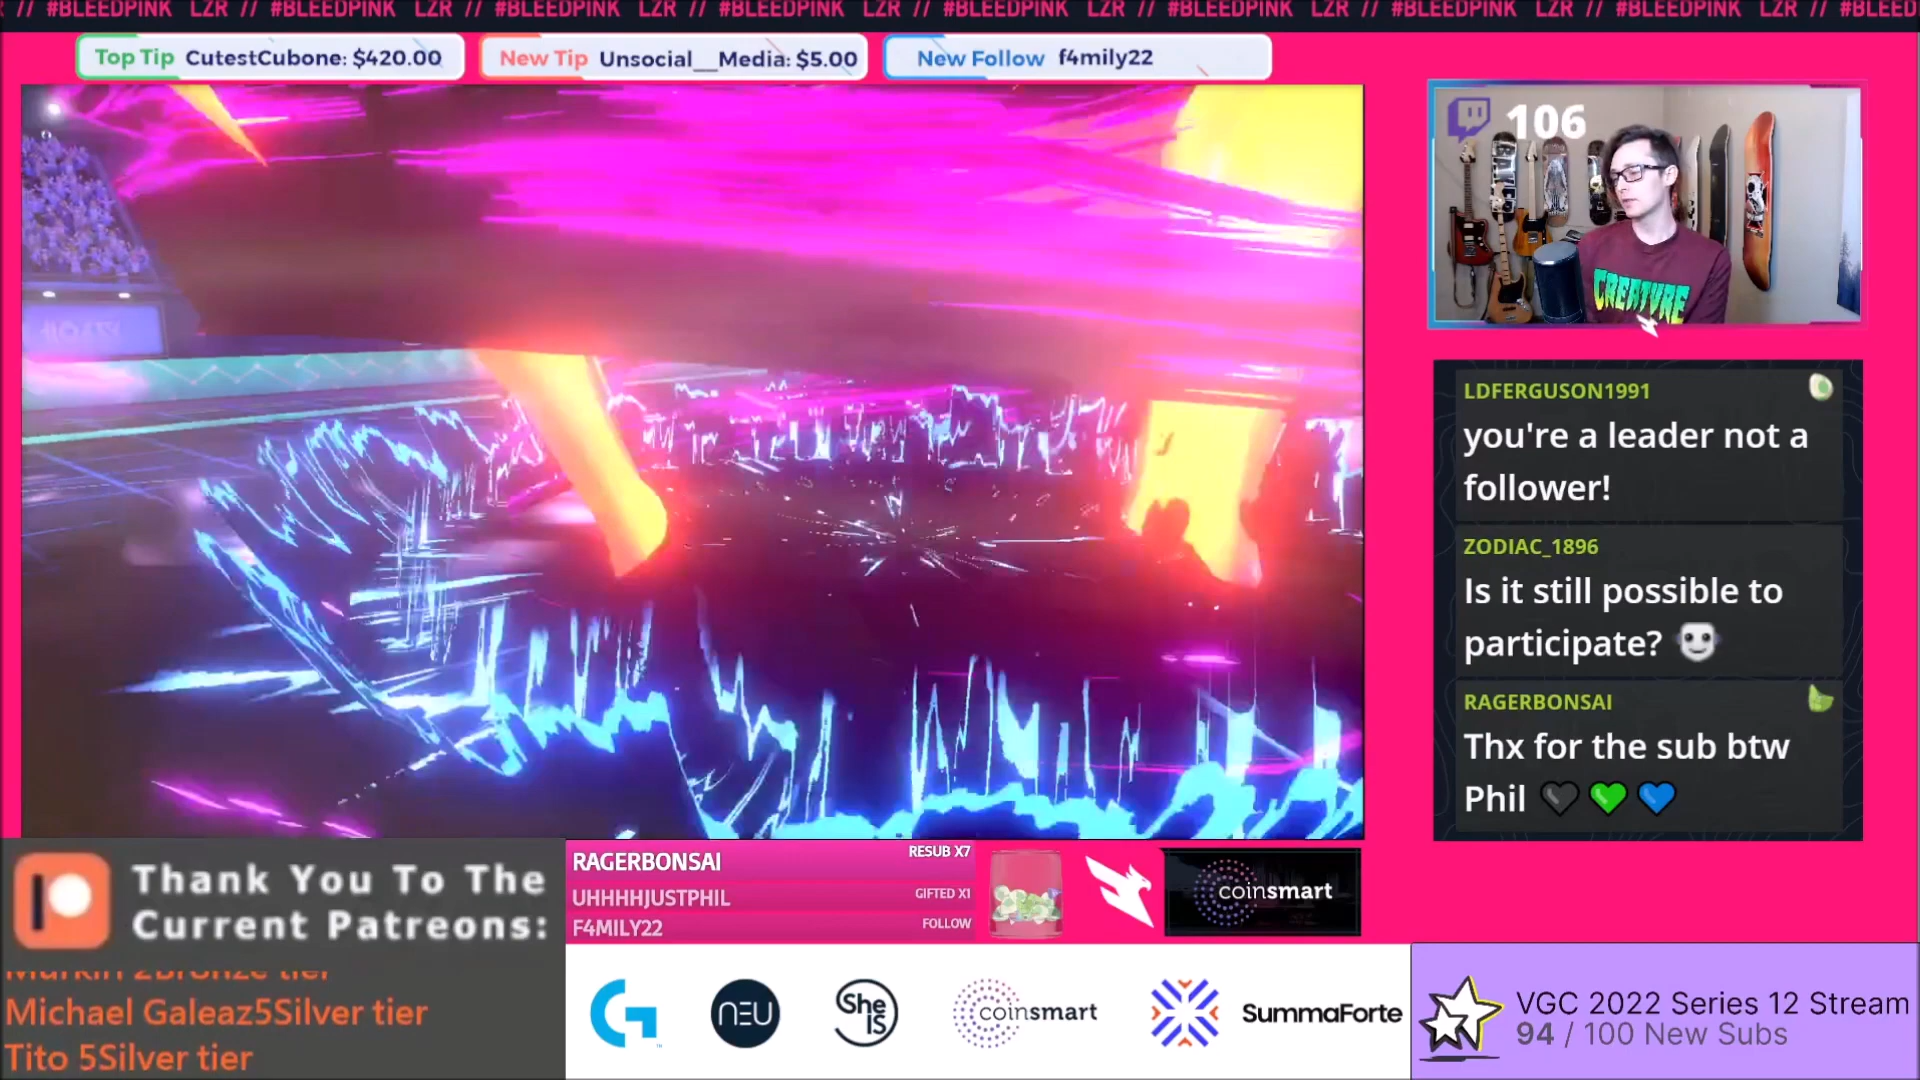 // #BLEEDPINK LZR // #BLEEDPINK LZR // #BLEEDPINK LZR // #BLEEDPINK LZR // #BLEEDPINK LZR // #BLEEDPINK LZR // #BLEEDPINK LZR // #BLEEDPINK LZR // #BLEED
Top Tip CutestCubone: $420.00
New Tip Unsocial__Media: $5.00
New Follow f4mily22
106
CREATURE
LDFERGUSON1991
you're a leader not a
follower!
ZODIAC_1896
Is it still possible to
participate?
RAGERBONSAI
Thx for the sub btw
Phil 🖤 💚 💙
Thank You To The
Current Patreons:
Murkin 2Bronze tier
Michael Galeaz5Silver tier
Tito 5Silver tier
RAGERBONSAI RESUB X7
UHHHHJUSTPHIL GIFTED X1
F4MILY22 FOLLOW
coinsmart
G
NEU
She
IS
coinsmart
SummaForte
VGC 2022 Series 12 Stream
94 / 100 New Subs